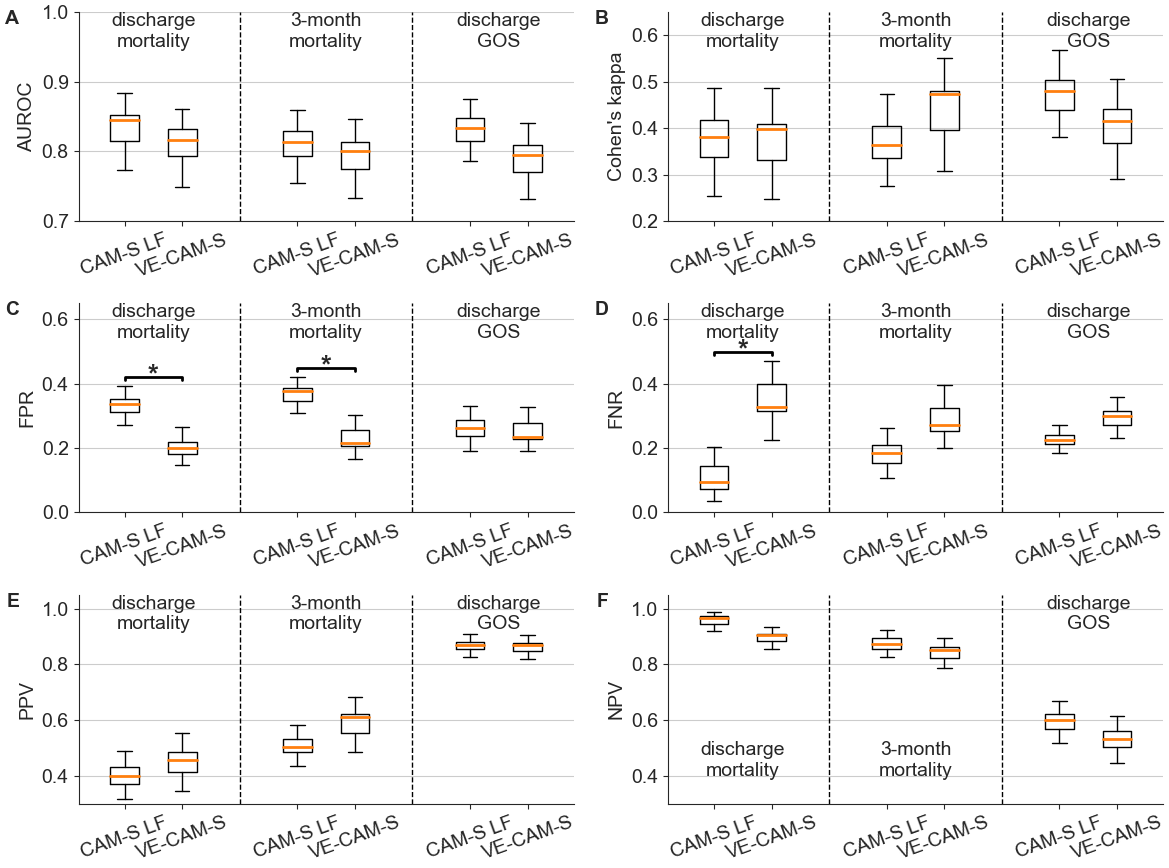 A
AUROC
1.0
0.9
0.8
0.7
discharge
mortality
3-month
mortality
discharge
GOS
CAM-S LF
VE-CAM-S
CAM-S LF
VE-CAM-S
CAM-S LF
VE-CAM-S
B
Cohen's kappa
0.6
0.5
0.4
0.3
0.2
discharge
mortality
3-month
mortality
discharge
GOS
CAM-S LF
VE-CAM-S
CAM-S LF
VE-CAM-S
CAM-S LF
VE-CAM-S
C
FPR
0.6
0.4
0.2
0.0
discharge
mortality
3-month
mortality
discharge
GOS
*
*
CAM-S LF
VE-CAM-S
CAM-S LF
VE-CAM-S
CAM-S LF
VE-CAM-S
D
FNR
0.6
0.4
0.2
0.0
discharge
mortality
3-month
mortality
discharge
GOS
*
CAM-S LF
VE-CAM-S
CAM-S LF
VE-CAM-S
CAM-S LF
VE-CAM-S
E
PPV
1.0
0.8
0.6
0.4
discharge
mortality
3-month
mortality
discharge
GOS
CAM-S LF
VE-CAM-S
CAM-S LF
VE-CAM-S
CAM-S LF
VE-CAM-S
F
NPV
1.0
0.8
0.6
0.4
discharge
GOS
discharge
mortality
3-month
mortality
CAM-S LF
VE-CAM-S
CAM-S LF
VE-CAM-S
CAM-S LF
VE-CAM-S